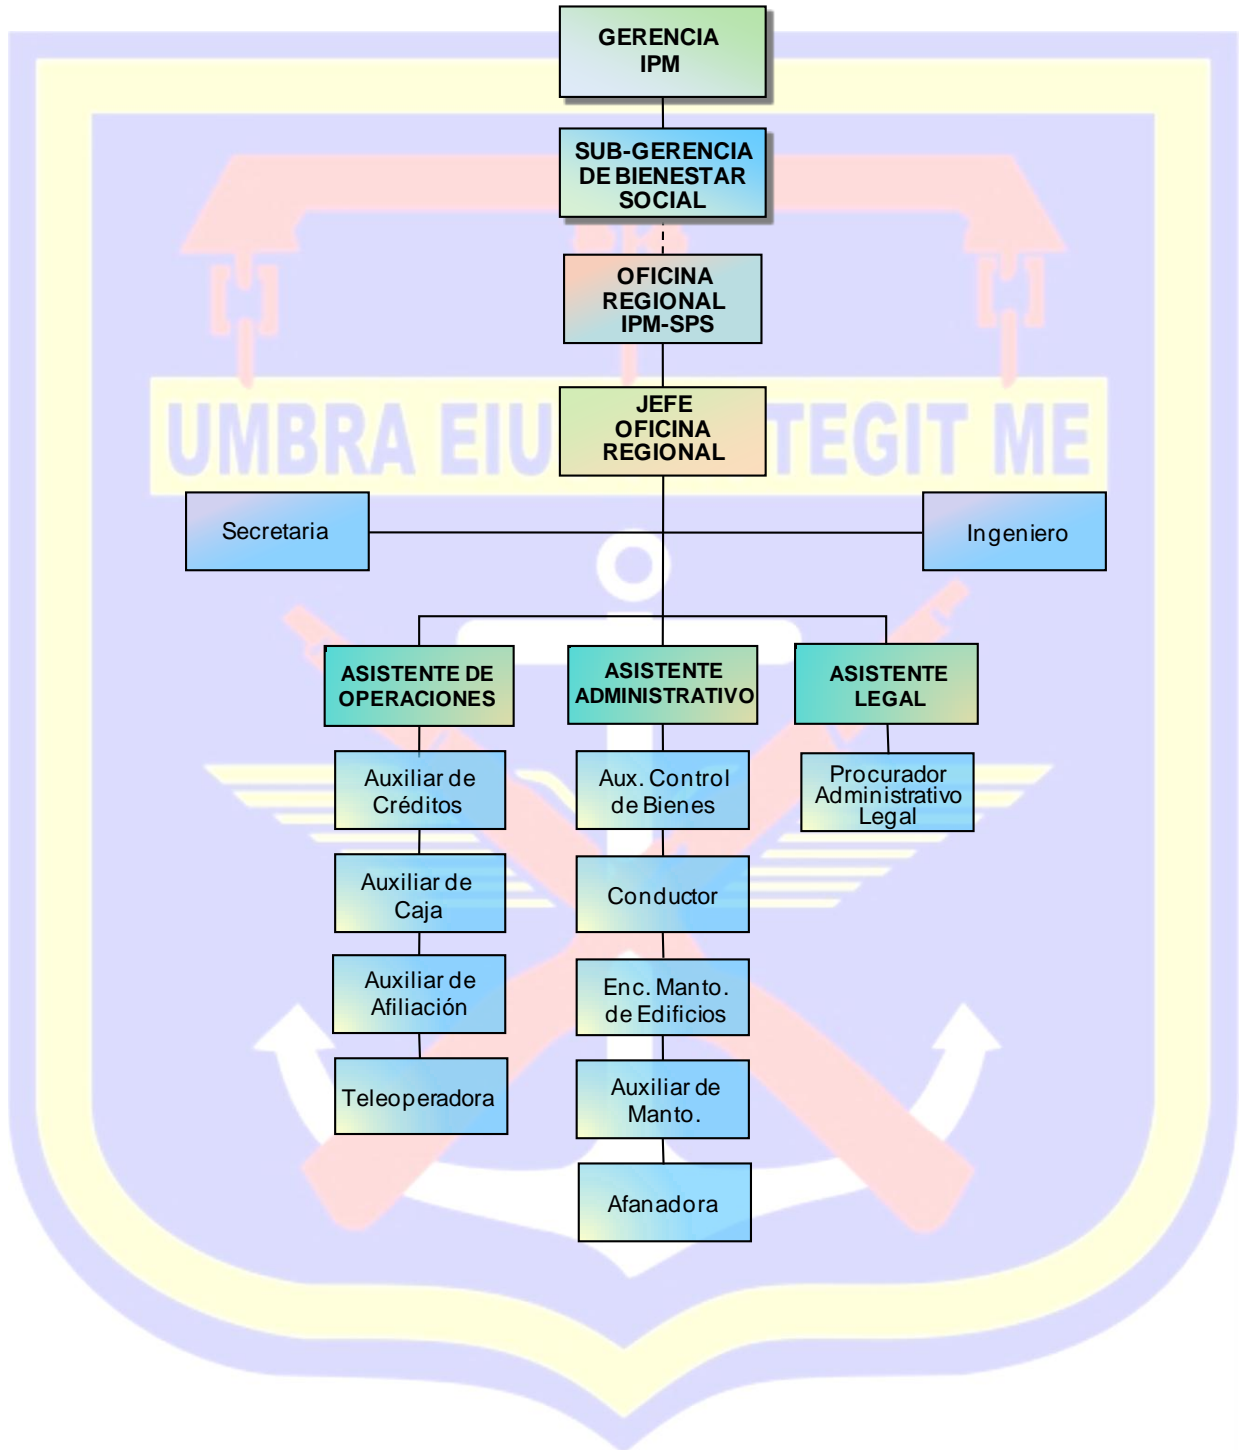 GERENCIA
IPM
SUB-GERENCIA
DE BIENESTAR
SOCIAL
OFICINA
REGIONAL
IPM-SPS
JEFE
OFICINA
REGIONAL
UMBRA EIU TEGIT ME
Secretaria
Ingeniero
ASISTENTE DE
OPERACIONES
ASISTENTE
ADMINISTRATIVO
ASISTENTE
LEGAL
Auxiliar de
Créditos
Aux. Control
de Bienes
Procurador
Administrativo
Legal
Auxiliar de
Caja
Conductor
Auxiliar de
Afiliación
Enc. Manto.
de Edificios
Teleoperadora
Auxiliar de
Manto.
Afanadora